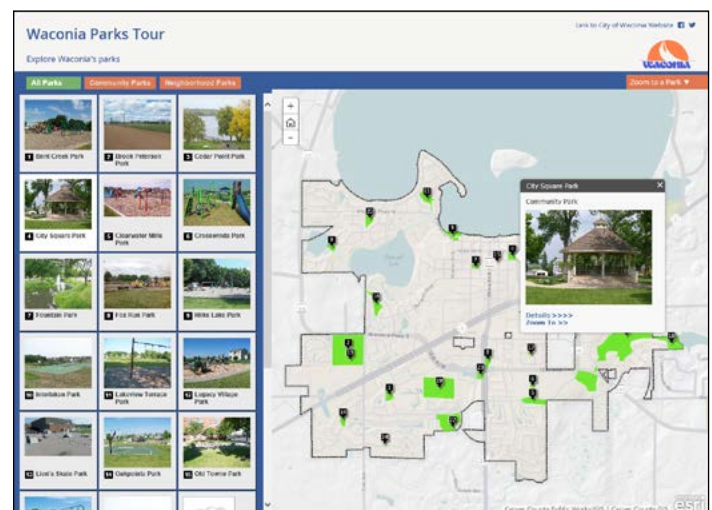 Waconia Parks Tour
Link to City of Waconia Website
Explore Waconia's parks
WACONIA
All Parks
Community Parks
Neighborhood Parks
Zoom to a Park ▼
1 Bent Creek Park
2 Brook Peterson
Park
3 Cedar Point Park
4 City Square Park
5 Clearwater Mills
Park
6 Crosswinds Park
7 Fountain Park
8 Fox Run Park
9 Hilks Lake Park
10 Interlaken Park
11 Lakeview Terrace
Park
12 Legacy Village
Park
13 Lion's Skate Park
14 Oakpointe Park
15 Old Towne Park
+
-
City Square Park
X
Community Park
Details >>>>
Zoom To >>
esri